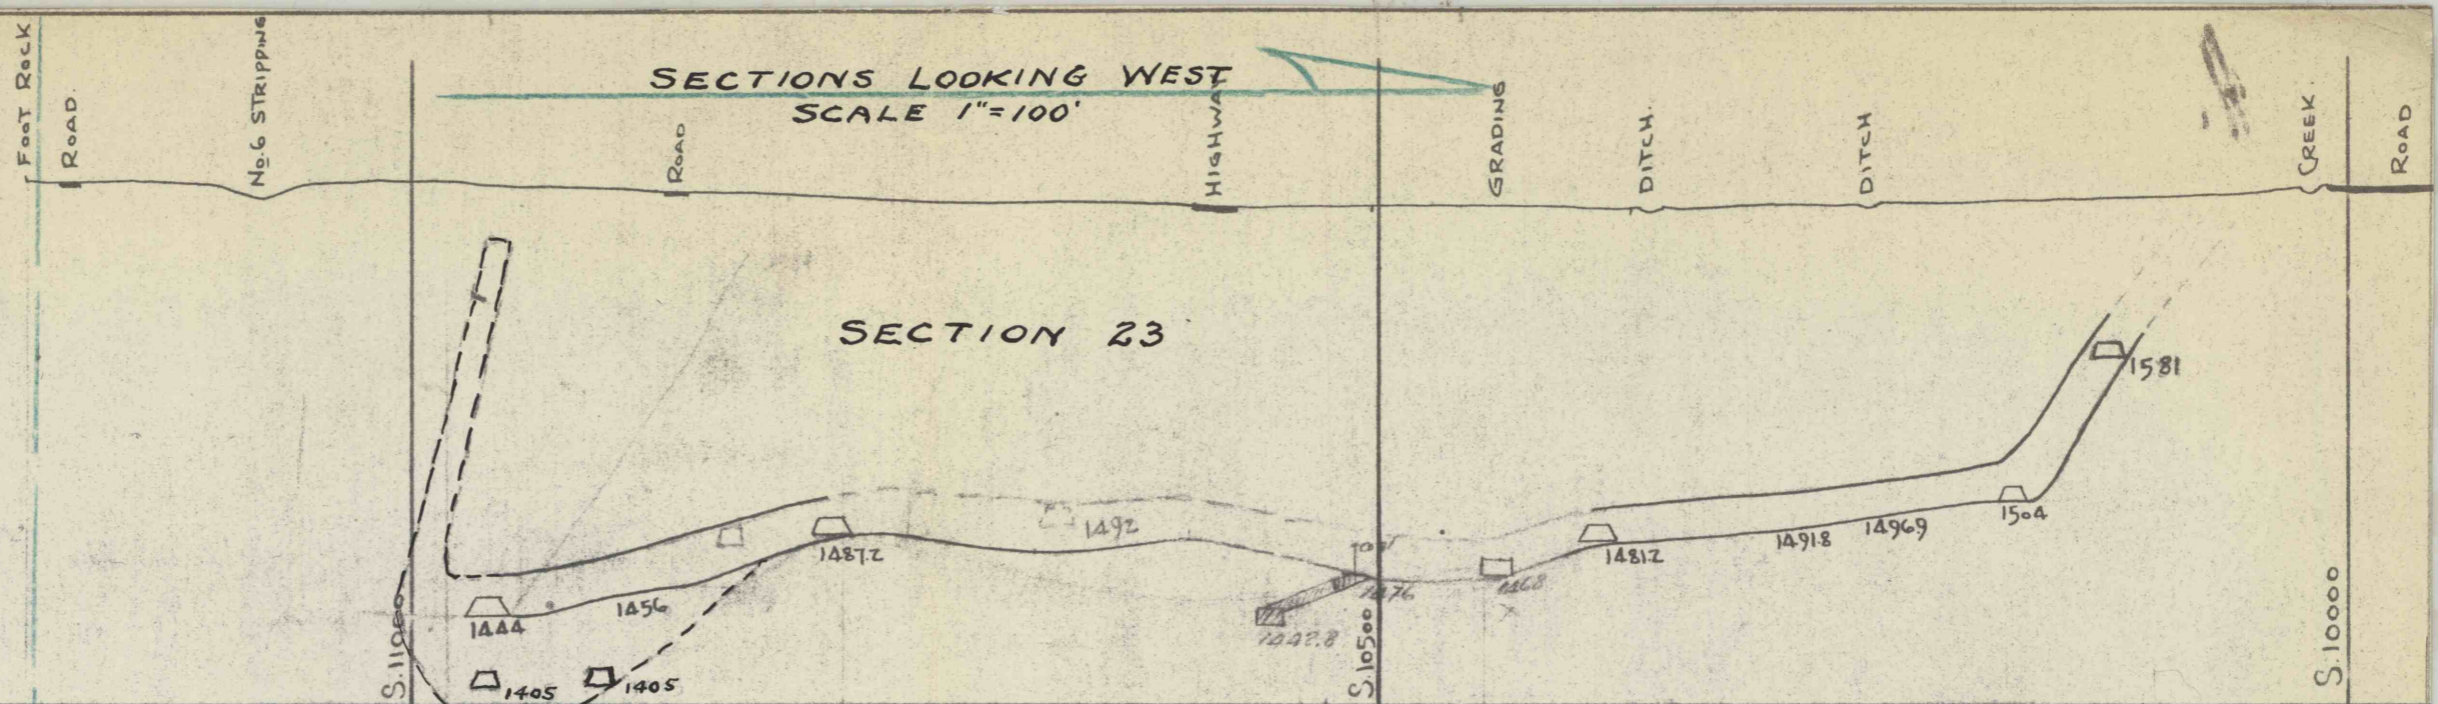 FOOT ROCK
ROAD.
No.6 STRIPPING
SECTIONS LOOKING WEST
SCALE 1"=100'
ROAD
HIGHWAY
GRADING
DITCH.
DITCH
CREEK.
ROAD
SECTION 23
1581
1492
1487.2
1481.2
1491.8
1496.9
1504
1476
1468
1456
1444
1442.8
1405
1405
S.11000
S.10500
S.10000